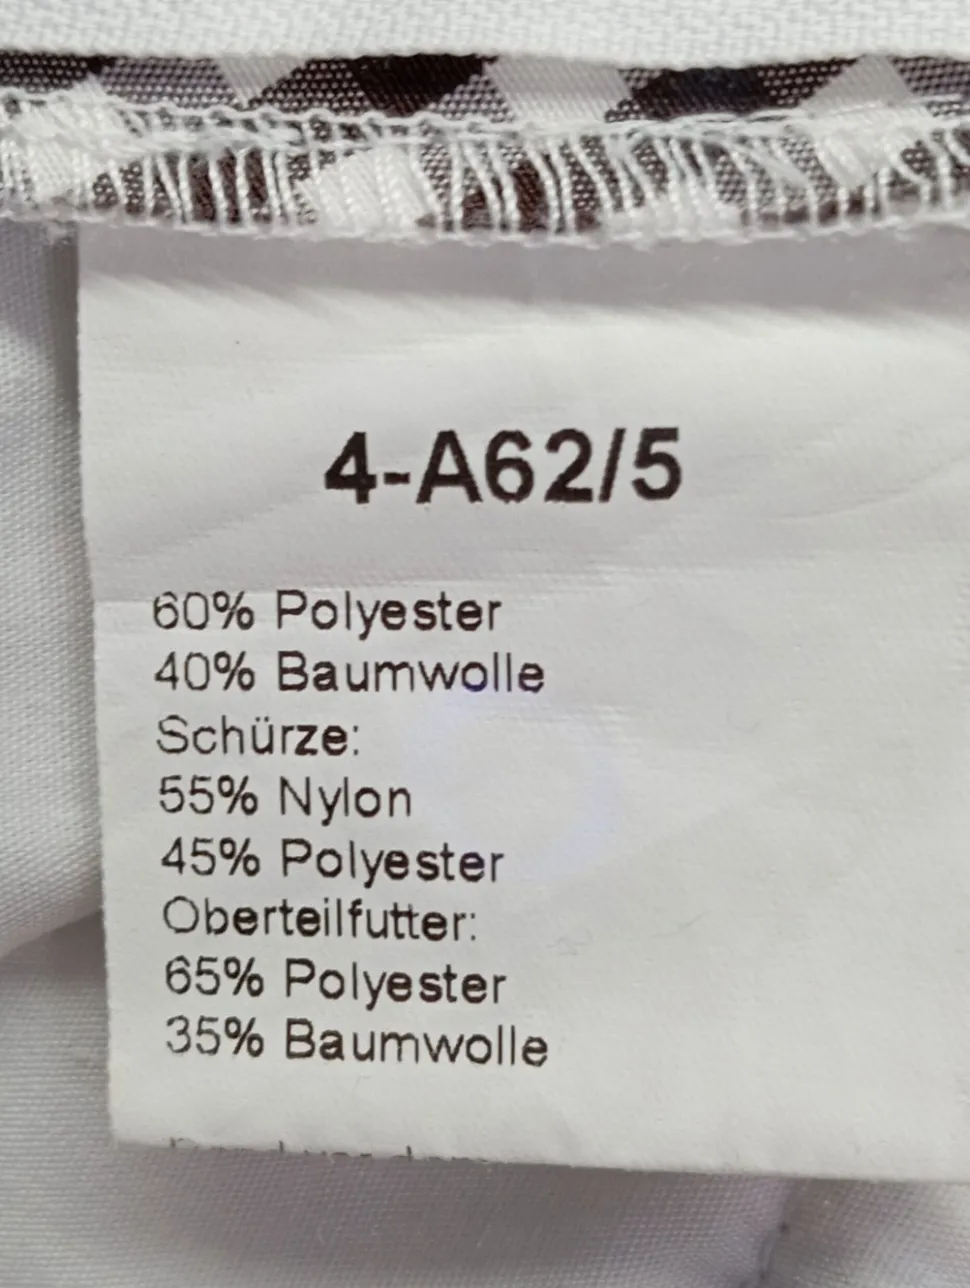 4-A62/5
60% Polyester
40% Baumwolle
Schürze:
55% Nylon
45% Polyester
Oberteilfutter:
65% Polyester
35% Baumwolle